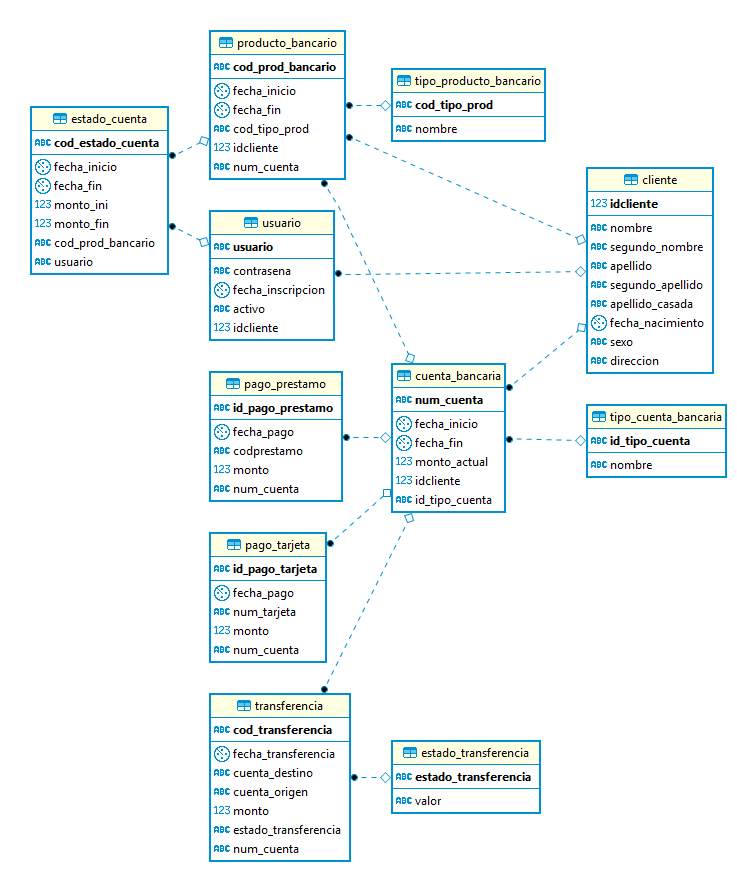 producto_bancario
ABC cod_prod_bancario
fecha_inicio
fecha_fin
ABC cod_tipo_prod
123 idcliente
ABC num_cuenta
tipo_producto_bancario
ABC cod_tipo_prod
ABC nombre
estado_cuenta
ABC cod_estado_cuenta
fecha_inicio
fecha_fin
123 monto_ini
123 monto_fin
ABC cod_prod_bancario
ABC usuario
cliente
123 idcliente
ABC nombre
ABC segundo_nombre
ABC apellido
ABC segundo_apellido
ABC apellido_casada
fecha_nacimiento
ABC sexo
ABC direccion
usuario
ABC usuario
ABC contrasena
fecha_inscripcion
ABC activo
123 idcliente
cuenta_bancaria
ABC num_cuenta
fecha_inicio
fecha_fin
123 monto_actual
123 idcliente
ABC id_tipo_cuenta
pago_prestamo
ABC id_pago_prestamo
fecha_pago
ABC codprestamo
123 monto
ABC num_cuenta
tipo_cuenta_bancaria
ABC id_tipo_cuenta
ABC nombre
pago_tarjeta
ABC id_pago_tarjeta
fecha_pago
ABC num_tarjeta
123 monto
ABC num_cuenta
transferencia
ABC cod_transferencia
fecha_transferencia
ABC cuenta_destino
ABC cuenta_origen
123 monto
ABC estado_transferencia
ABC num_cuenta
estado_transferencia
ABC estado_transferencia
ABC valor